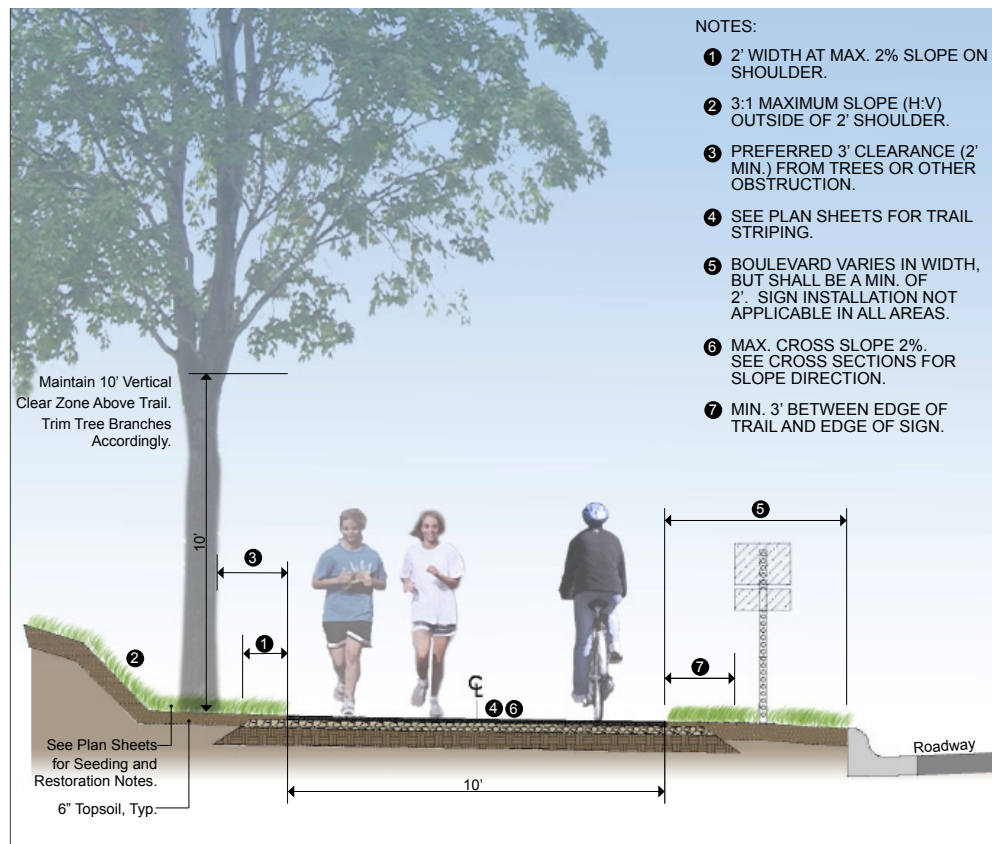 NOTES:
1 2’ WIDTH AT MAX. 2% SLOPE ON
SHOULDER.
2 3:1 MAXIMUM SLOPE (H:V)
OUTSIDE OF 2’ SHOULDER.
3 PREFERRED 3’ CLEARANCE (2’
MIN.) FROM TREES OR OTHER
OBSTRUCTION.
4 SEE PLAN SHEETS FOR TRAIL
STRIPING.
5 BOULEVARD VARIES IN WIDTH,
BUT SHALL BE A MIN. OF
2’. SIGN INSTALLATION NOT
APPLICABLE IN ALL AREAS.
6 MAX. CROSS SLOPE 2%.
SEE CROSS SECTIONS FOR
SLOPE DIRECTION.
7 MIN. 3’ BETWEEN EDGE OF
TRAIL AND EDGE OF SIGN.
Maintain 10’ Vertical
Clear Zone Above Trail.
Trim Tree Branches
Accordingly.
10’
3
5
1
2
7
CL
4 6
See Plan Sheets
for Seeding and
Restoration Notes.
6” Topsoil, Typ.
Roadway
10’